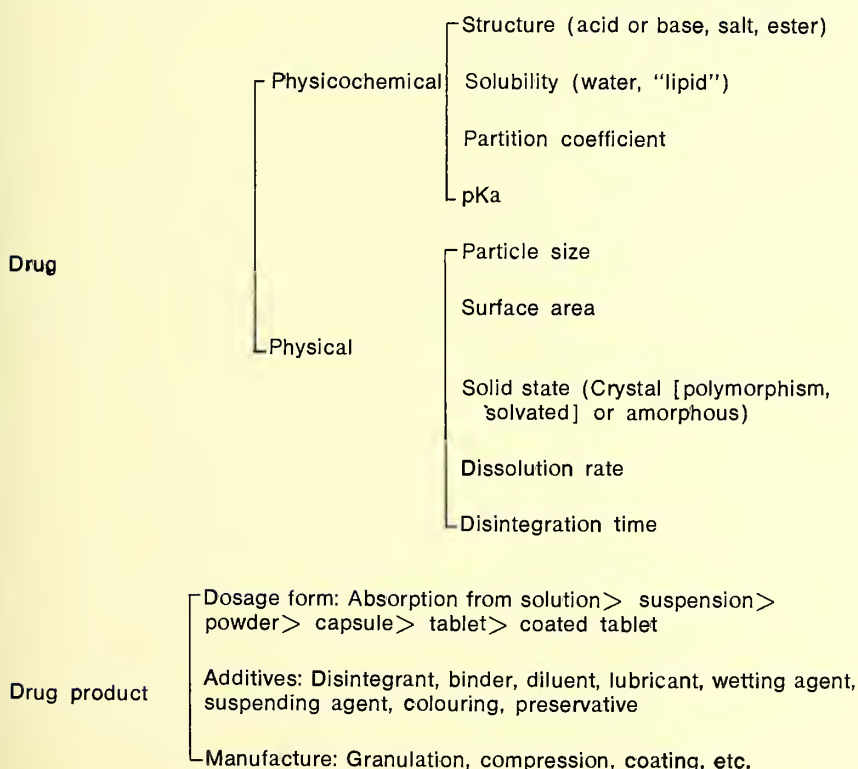 Structure (acid or base, salt, ester)
Physicochemical
Solubility (water, "lipid")
Partition coefficient
pKa
Drug
Particle size
Surface area
Physical
Solid state (Crystal [polymorphism,
solvated] or amorphous)
Dissolution rate
Disintegration time
Drug product
Dosage form: Absorption from solution> suspension>
powder> capsule> tablet> coated tablet
Additives: Disintegrant, binder, diluent, lubricant, wetting agent,
suspending agent, colouring, preservative
Manufacture: Granulation, compression, coating, etc.